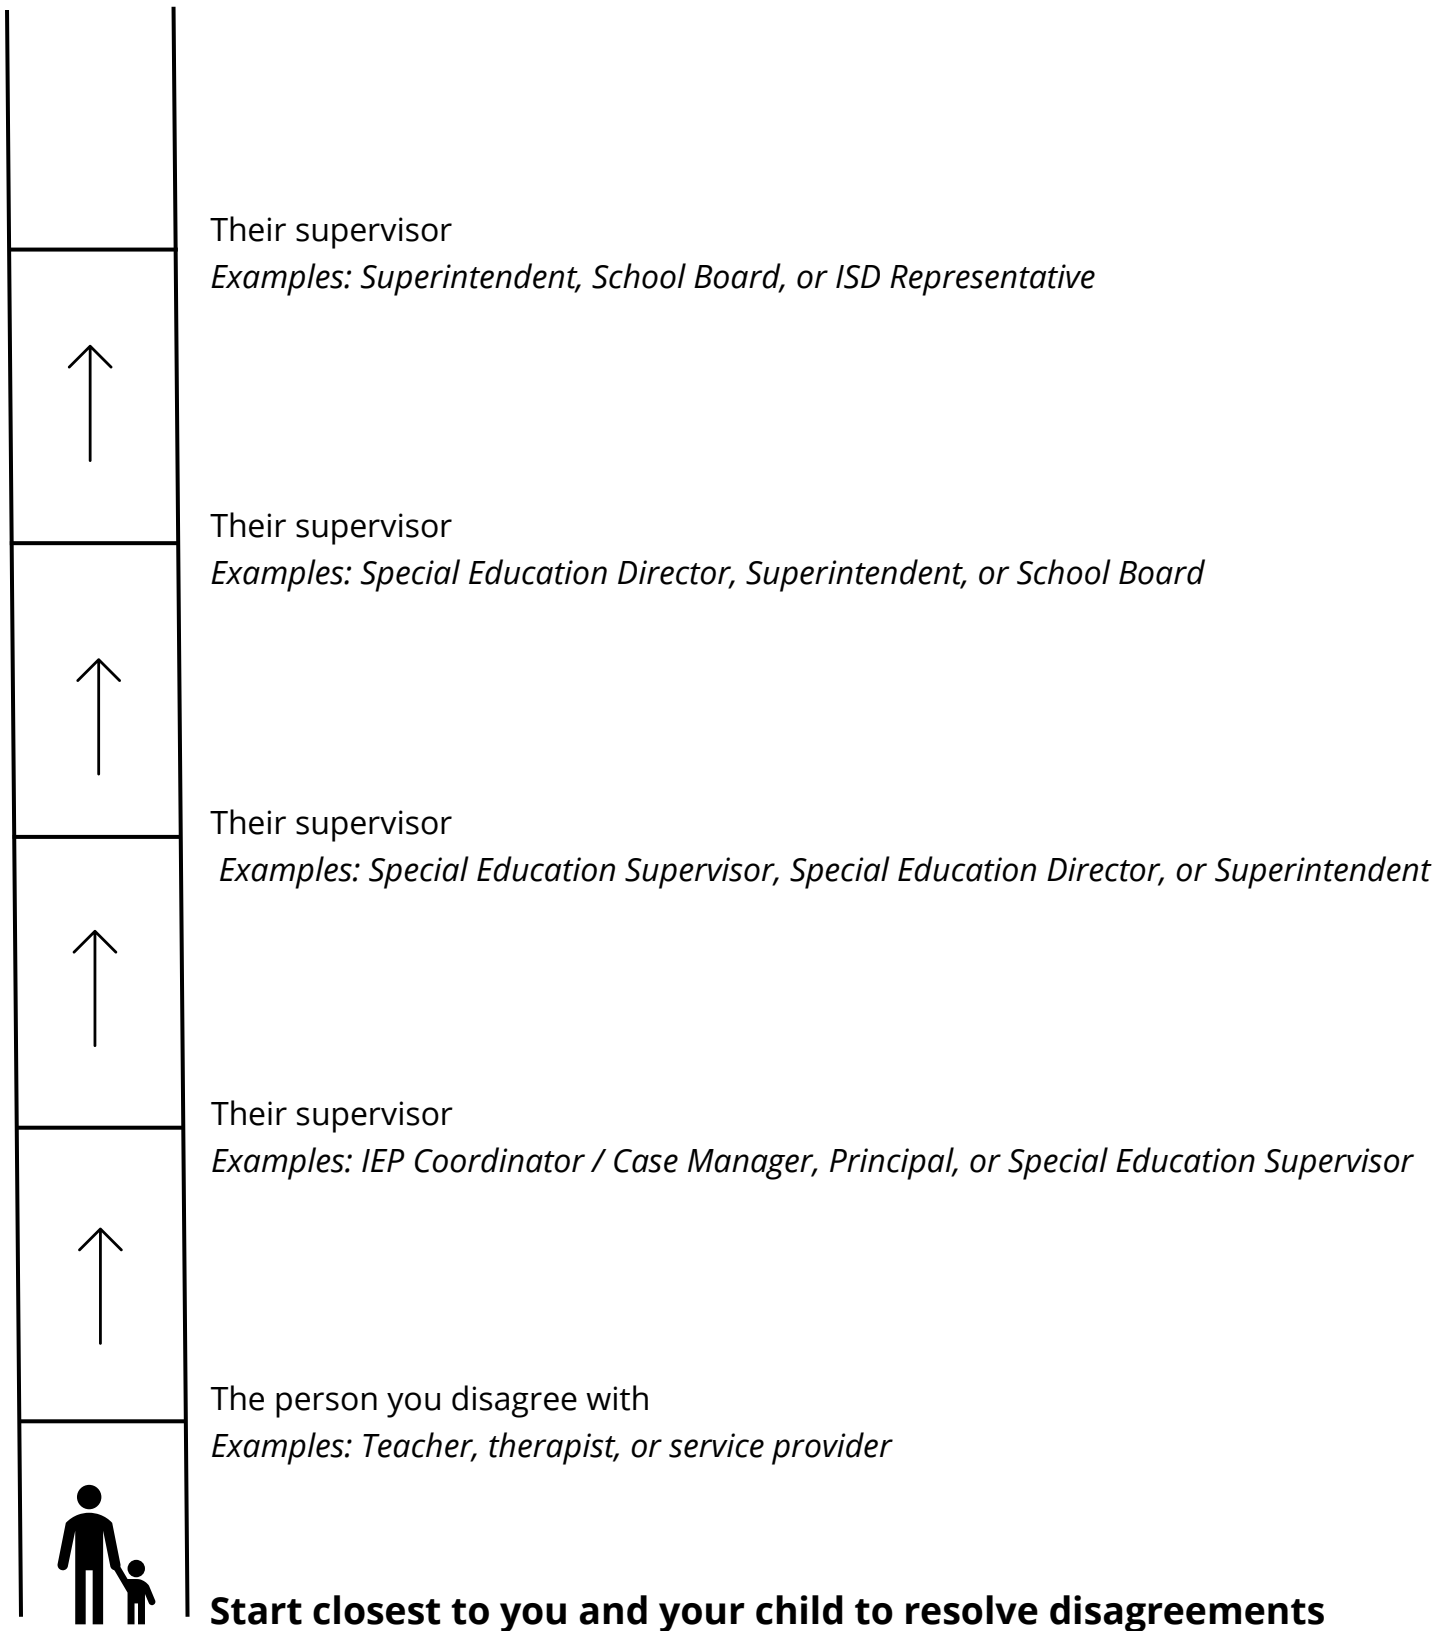 Their supervisor
Examples: Superintendent, School Board, or ISD Representative
Their supervisor
Examples: Special Education Director, Superintendent, or School Board
Their supervisor
Examples: Special Education Supervisor, Special Education Director, or Superintendent
Their supervisor
Examples: IEP Coordinator / Case Manager, Principal, or Special Education Supervisor
The person you disagree with
Examples: Teacher, therapist, or service provider
Start closest to you and your child to resolve disagreements